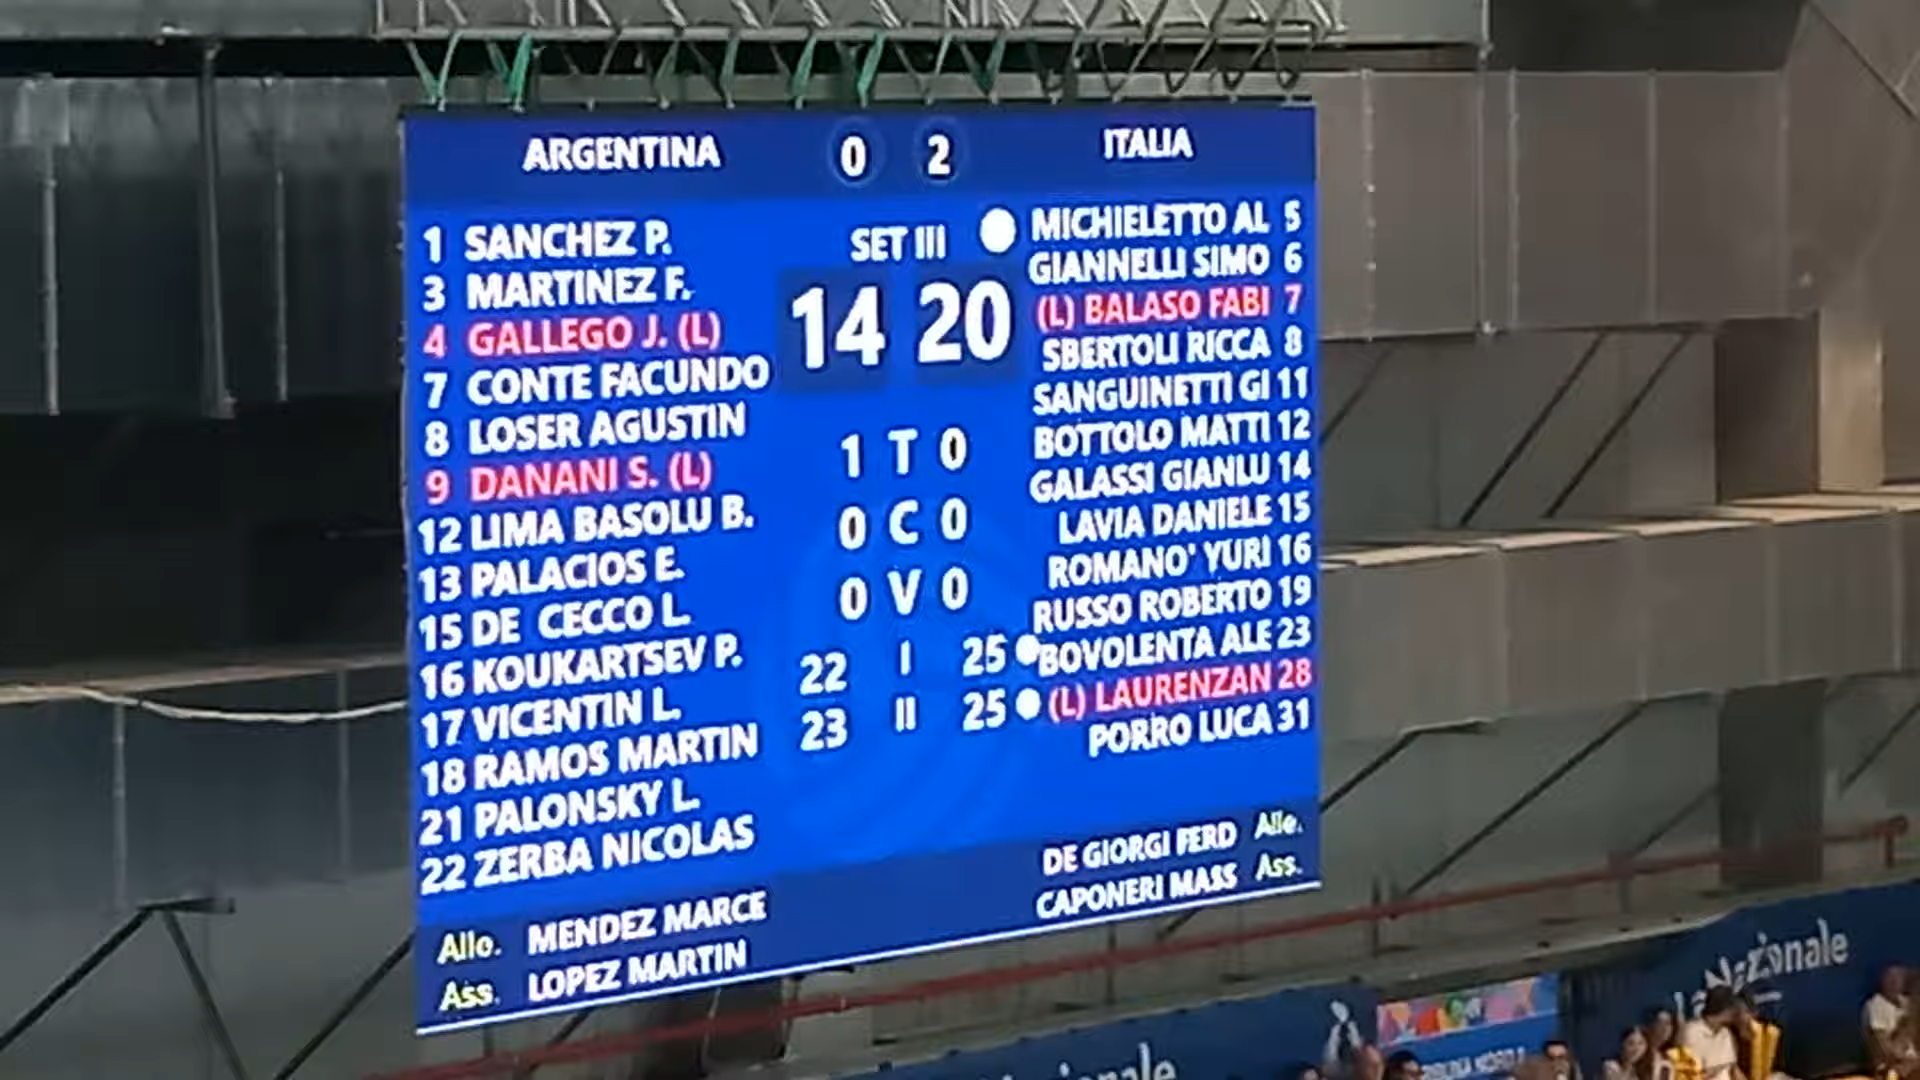 ARGENTINA 0 2 ITALIA
SET III
14 20
1 T 0
0 C 0
0 V 0
22 I 25
23 II 25
1 SANCHEZ P.
3 MARTINEZ F.
4 GALLEGO J. (L)
7 CONTE FACUNDO
8 LOSER AGUSTIN
9 DANANI S. (L)
12 LIMA BASOLU B.
13 PALACIOS E.
15 DE CECCO L.
16 KOUKARTSEV P.
17 VICENTIN L.
18 RAMOS MARTIN
21 PALONSKY L.
22 ZERBA NICOLAS
Allo. MENDEZ MARCE
Ass. LOPEZ MARTIN
MICHIELETTO AL 5
GIANNELLI SIMO 6
(L) BALASO FABI 7
SBERTOLI RICCA 8
SANGUINETTI GI 11
BOTTOLO MATTI 12
GALASSI GIANLU 14
LAVIA DANIELE 15
ROMANO' YURI 16
RUSSO ROBERTO 19
BOVOLENTA ALE 23
(L) LAURENZAN 28
PORRO LUCA 31
DE GIORGI FERD Alle.
CAPONERI MASS Ass.